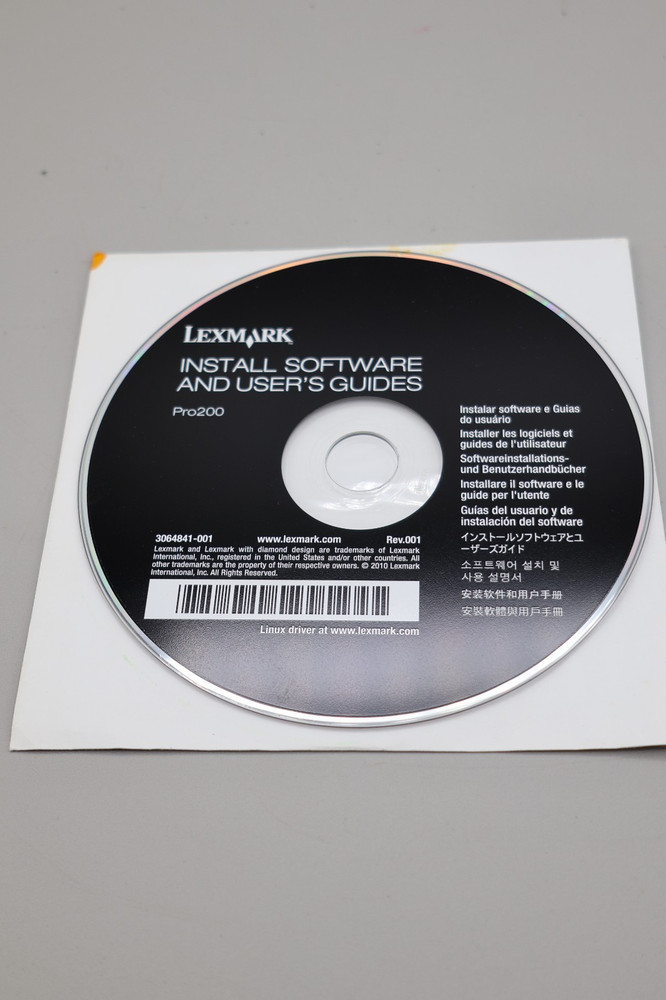 LEXMARK
INSTALL SOFTWARE
AND USER'S GUIDES
Pro200
Instalar software e Guias
do usuário
Installer les logiciels et
guides de l'utilisateur
Softwareinstallations-
und Benutzerhandbücher
Installare il software e le
guide per l'utente
Guías del usuario y de
instalación del software
インストールソフトウェアとユ
ーザーズガイド
소프트웨어 설치 및
사용 설명서
安装软件和用户手册
安裝軟體與用戶手冊
3064841-001 www.lexmark.com Rev.001
Lexmark and Lexmark with diamond design are trademarks of Lexmark
International, Inc., registered in the United States and/or other countries. All
other trademarks are the property of their respective owners. © 2010 Lexmark
International, Inc. All Rights Reserved.
Linux driver at www.lexmark.com